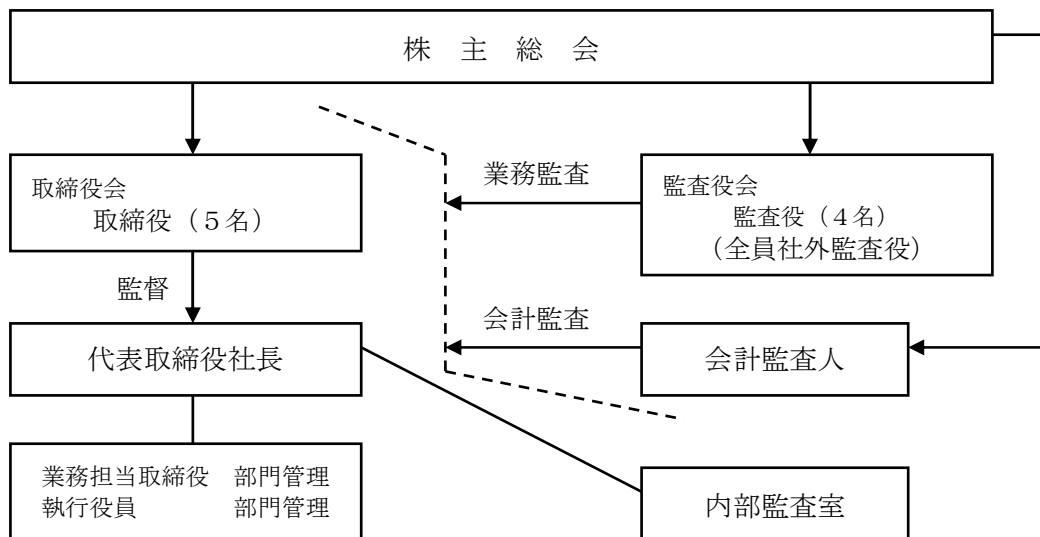 株　主　総　会
取締役会
取締役（５名）
業務監査
監査役会
監査役（４名）
（全員社外監査役）
監督
会計監査
代表取締役社長
会計監査人
業務担当取締役　部門管理
執行役員　　　　部門管理
内部監査室